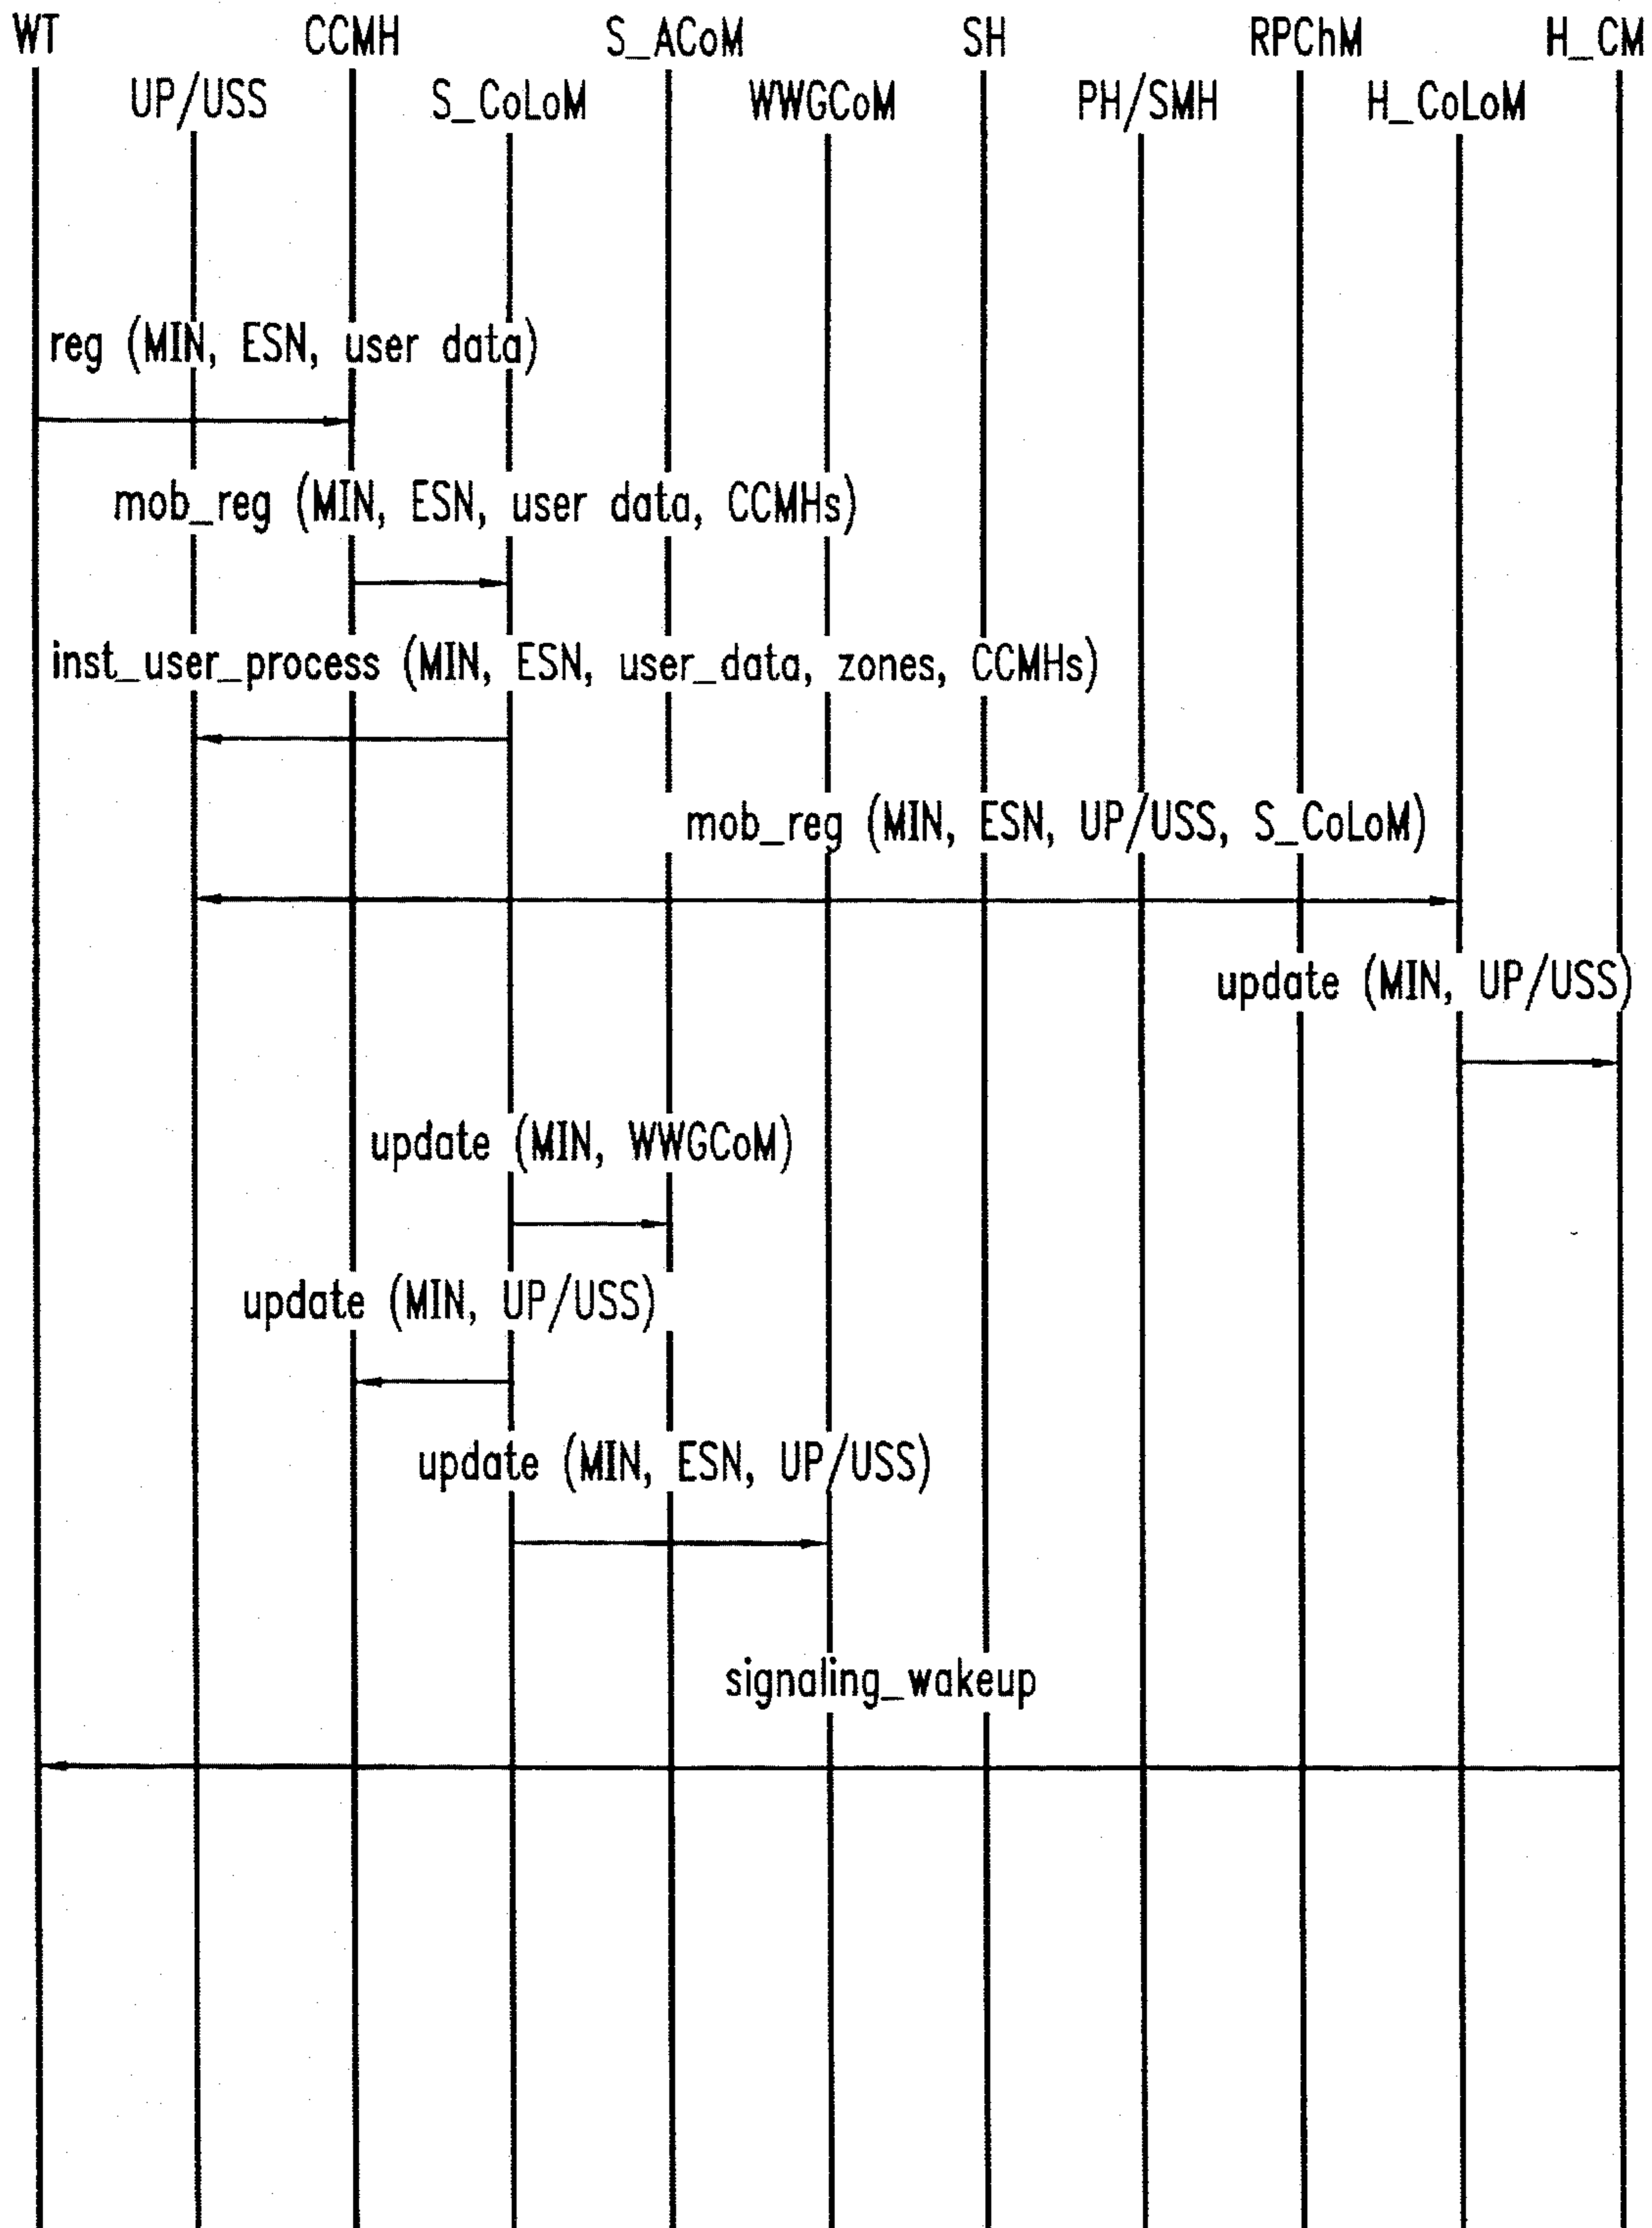 WT CCMH S_ACoM SH RPChM H_CM
UP/USS S_CoLoM WWGCoM PH/SMH H_CoLoM
reg (MIN, ESN, user data)
mob_reg (MIN, ESN, user data, CCMHs)
inst_user_process (MIN, ESN, user_data, zones, CCMHs)
mob_reg (MIN, ESN, UP/USS, S_CoLoM)
update (MIN, UP/USS)
update (MIN, WWGCoM)
update (MIN, UP/USS)
update (MIN, ESN, UP/USS)
signaling_wakeup